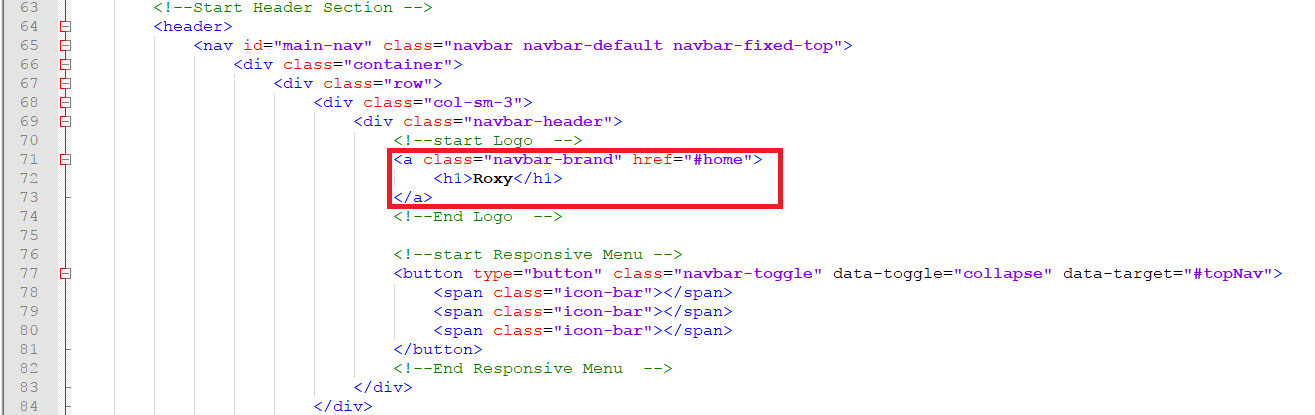 63 <!--Start Header Section -->
64 <header>
65 <nav id="main-nav" class="navbar navbar-default navbar-fixed-top">
66 <div class="container">
67 <div class="row">
68 <div class="col-sm-3">
69 <div class="navbar-header">
70 <!--start Logo  -->
71 <a class="navbar-brand" href="#home">
72 <h1>Roxy</h1>
73 </a>
74 <!--End Logo  -->
75
76 <!--start Responsive Menu -->
77 <button type="button" class="navbar-toggle" data-toggle="collapse" data-target="#topNav">
78 <span class="icon-bar"></span>
79 <span class="icon-bar"></span>
80 <span class="icon-bar"></span>
81 </button>
82 <!--End Responsive Menu  -->
83 </div>
84 </div>